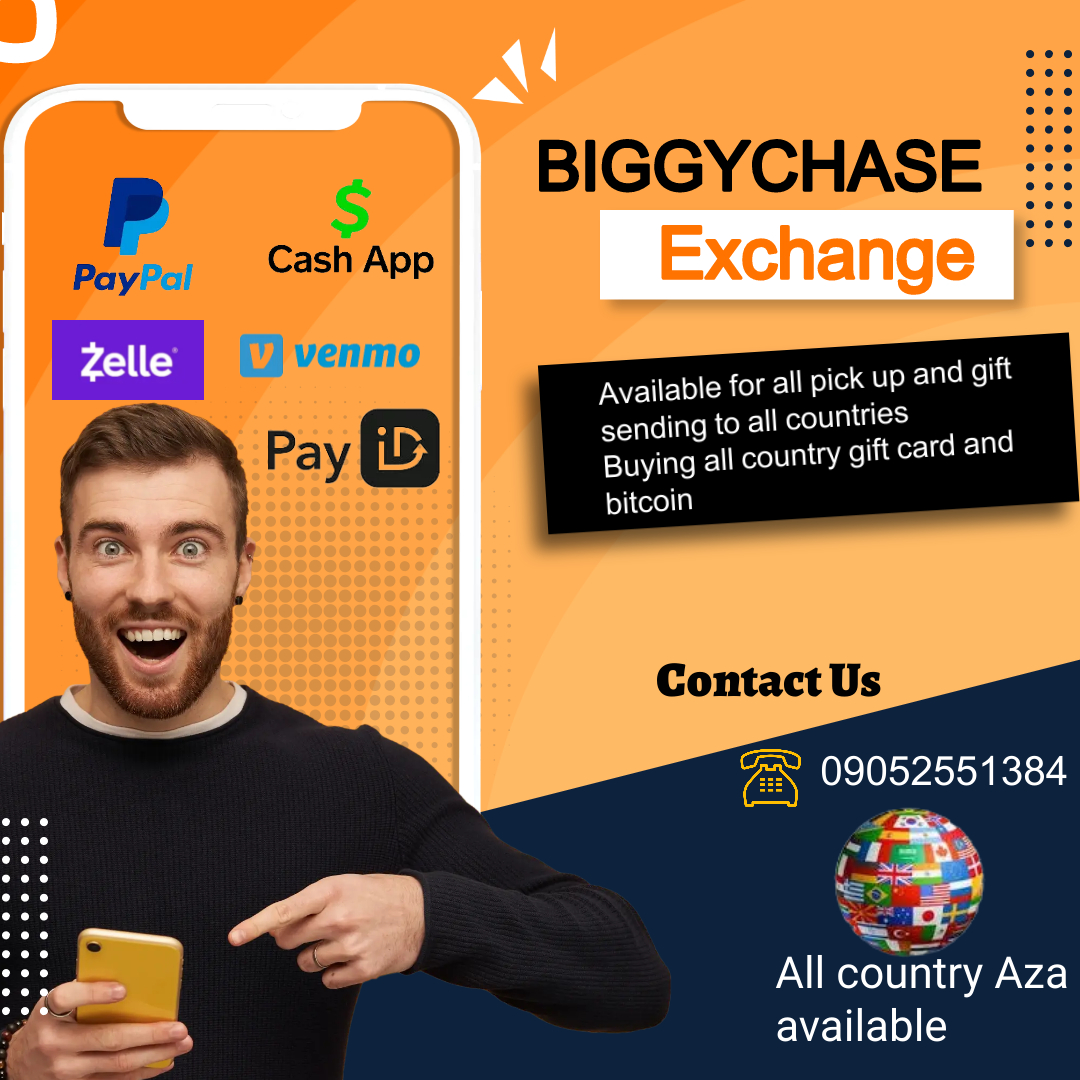 PayPal
Cash App
Zelle
venmo
Pay iD
BIGGYCHASE
Exchange
Available for all pick up and gift
sending to all countries
Buying all country gift card and
bitcoin
Contact Us
09052551384
All country Aza
available